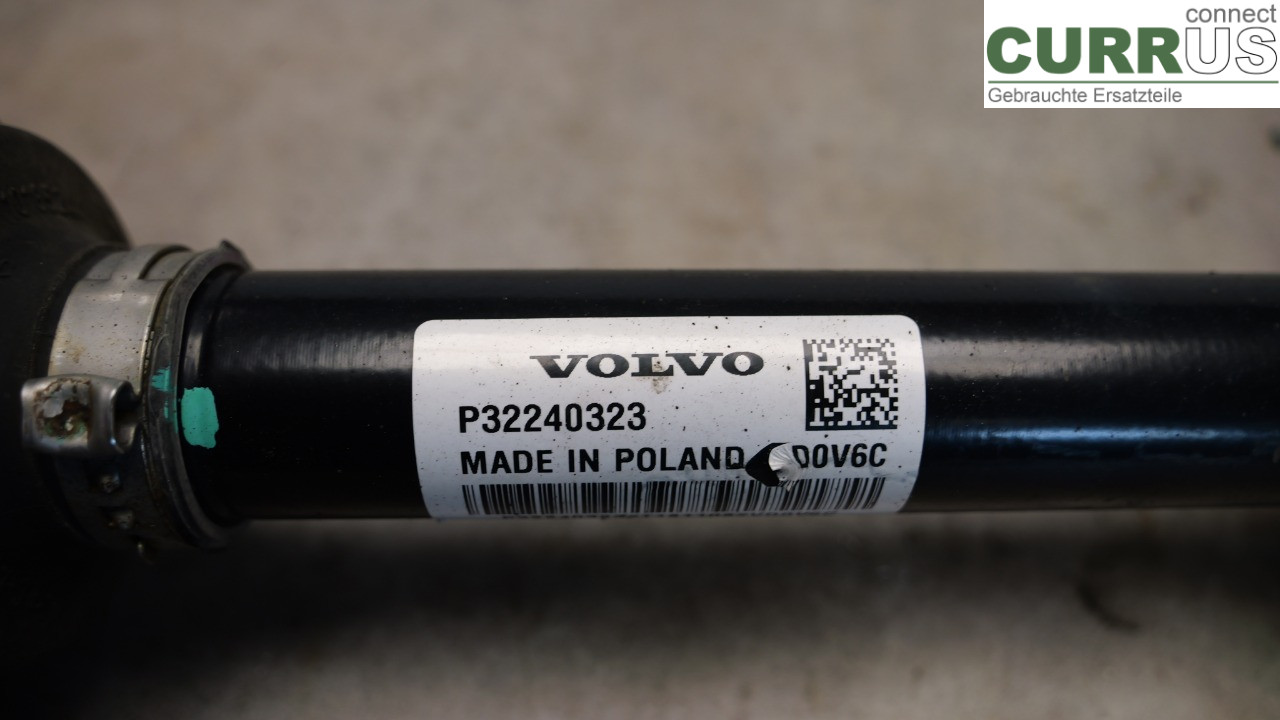 connect
CURRUS
Gebrauchte Ersatzteile
VOLVO
P32240323
MADE IN POLAND D0V6C